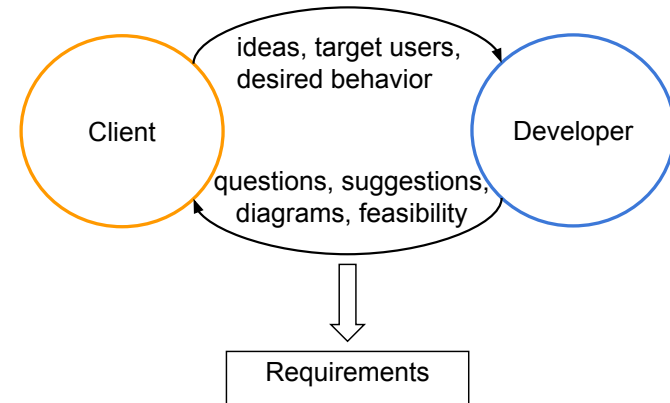 ideas, target users,
desired behavior
Client
Developer
questions, suggestions,
diagrams, feasibility
Requirements